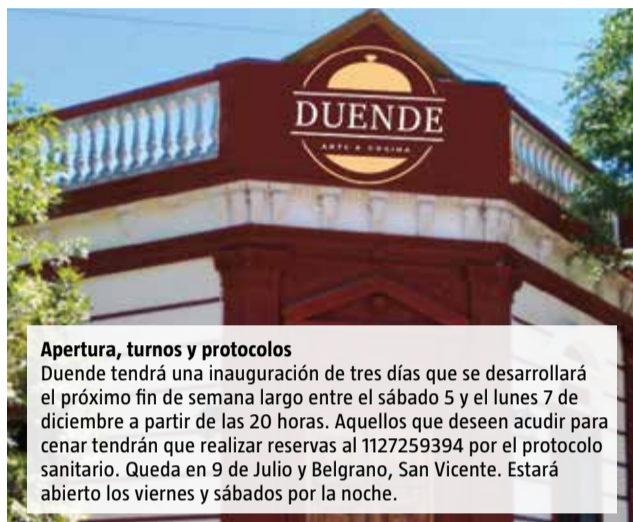 DUENDE
ARTE & COCINA
Apertura, turnos y protocolos
Duende tendrá una inauguración de tres días que se desarrollará
el próximo fin de semana largo entre el sábado 5 y el lunes 7 de
diciembre a partir de las 20 horas. Aquellos que deseen acudir para
cenar tendrán que realizar reservas al 1127259394 por el protocolo
sanitario. Queda en 9 de Julio y Belgrano, San Vicente. Estará
abierto los viernes y sábados por la noche.